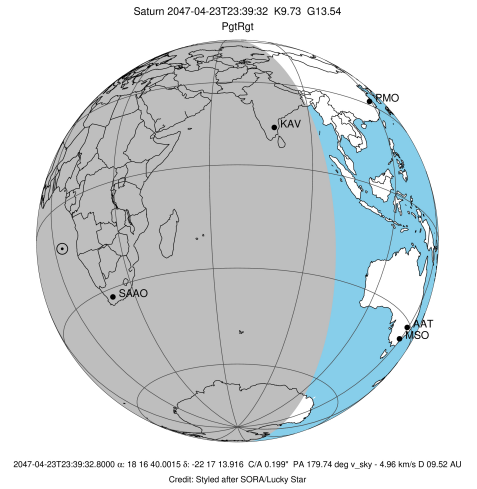 Saturn 2047-04-23T23:39:32 K9.73 G13.54
PgtRgt
PMO
KAV
SAAO
AAT
MSO
2047-04-23T23:39:32.8000 α: 18 16 40.0015 δ: -22 17 13.916 C/A 0.199" PA 179.74 deg v_sky - 4.96 km/s D 09.52 AU
Credit: Styled after SORA/Lucky Star